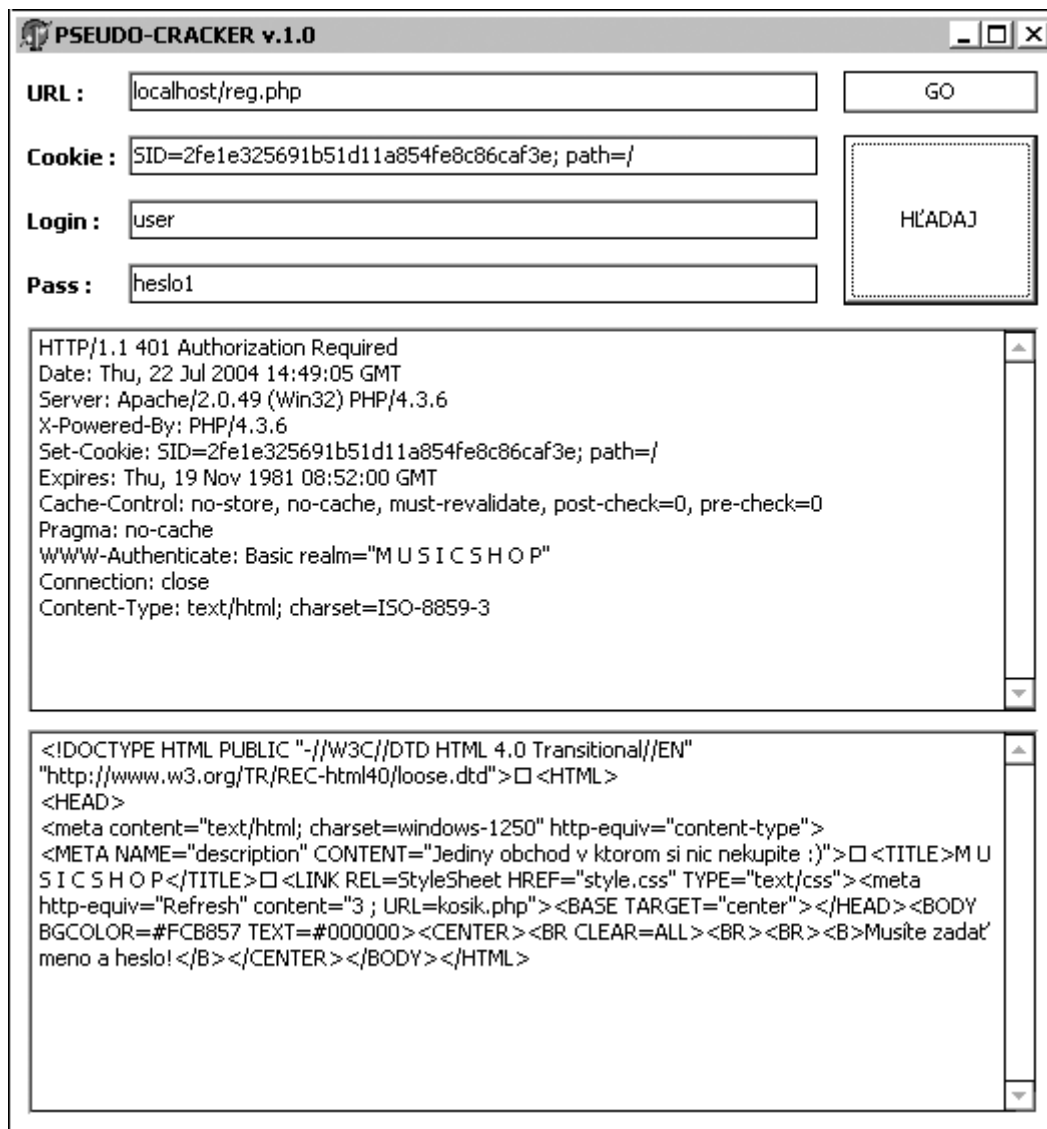 PSEUDO-CRACKER v.1.0
URL : localhost/reg.php GO
Cookie : SID=2fe1e325691b51d11a854fe8c86caf3e; path=/
Login : user HĽADAJ
Pass : heslo1
HTTP/1.1 401 Authorization Required
Date: Thu, 22 Jul 2004 14:49:05 GMT
Server: Apache/2.0.49 (Win32) PHP/4.3.6
X-Powered-By: PHP/4.3.6
Set-Cookie: SID=2fe1e325691b51d11a854fe8c86caf3e; path=/
Expires: Thu, 19 Nov 1981 08:52:00 GMT
Cache-Control: no-store, no-cache, must-revalidate, post-check=0, pre-check=0
Pragma: no-cache
WWW-Authenticate: Basic realm="M U S I C S H O P"
Connection: close
Content-Type: text/html; charset=ISO-8859-3
<!DOCTYPE HTML PUBLIC "-//W3C//DTD HTML 4.0 Transitional//EN"
"http://www.w3.org/TR/REC-html40/loose.dtd">□<HTML>
<HEAD>
<meta content="text/html; charset=windows-1250" http-equiv="content-type">
<META NAME="description" CONTENT="Jediny obchod v ktorom si nic nekupite :)">□<TITLE>M U
S I C S H O P</TITLE>□<LINK REL=StyleSheet HREF="style.css" TYPE="text/css"><meta
http-equiv="Refresh" content="3 ; URL=kosik.php"><BASE TARGET="center"></HEAD><BODY
BGCOLOR=#FCB857 TEXT=#000000><CENTER><BR CLEAR=ALL><BR><BR><B>Musíte zadať
meno a heslo!</B></CENTER></BODY></HTML>